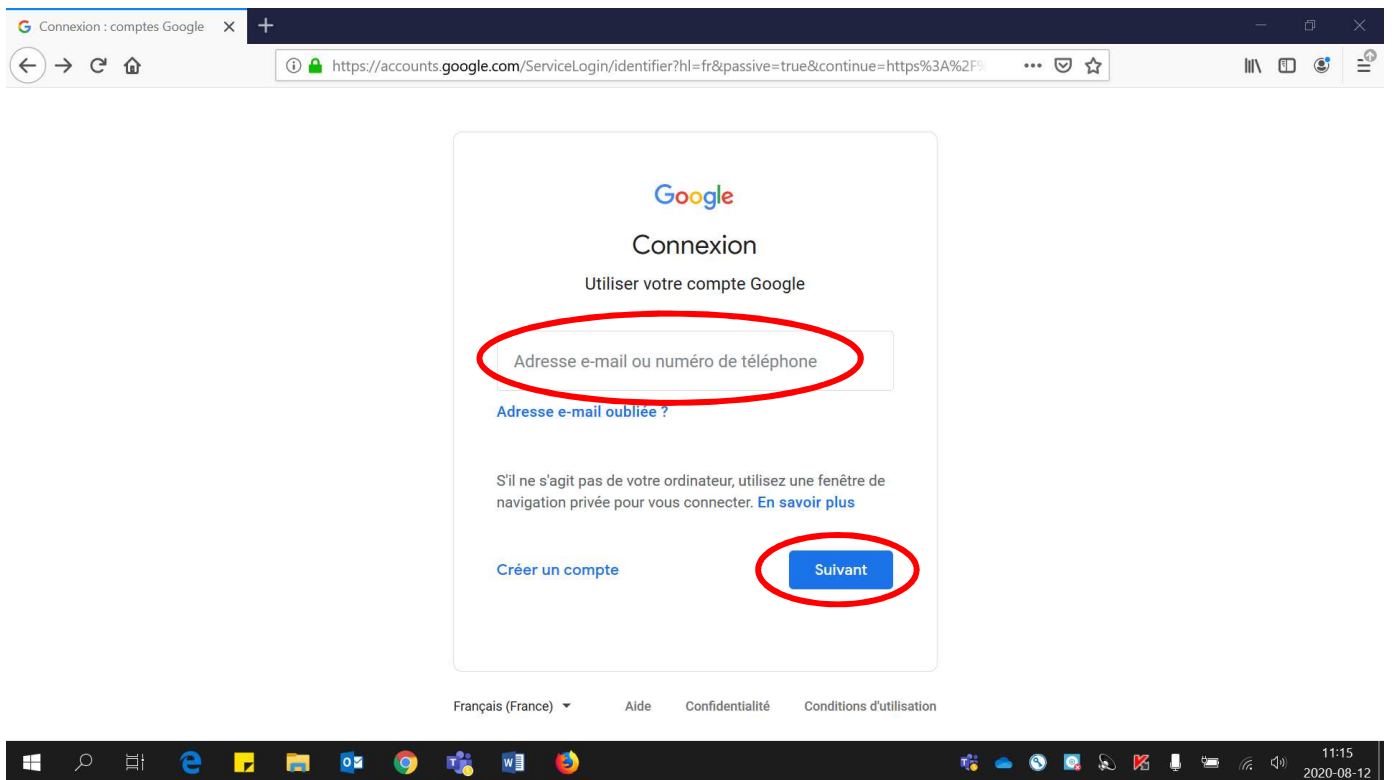 Connexion : comptes Google
https://accounts.google.com/ServiceLogin/identifier?hl=fr&passive=true&continue=https%3A%2F%
Google
Connexion
Utiliser votre compte Google
Adresse e-mail ou numéro de téléphone
Adresse e-mail oubliée ?
S'il ne s'agit pas de votre ordinateur, utilisez une fenêtre de
navigation privée pour vous connecter. En savoir plus
Créer un compte
Suivant
Français (France)
Aide
Confidentialité
Conditions d'utilisation
11:15
2020-08-12